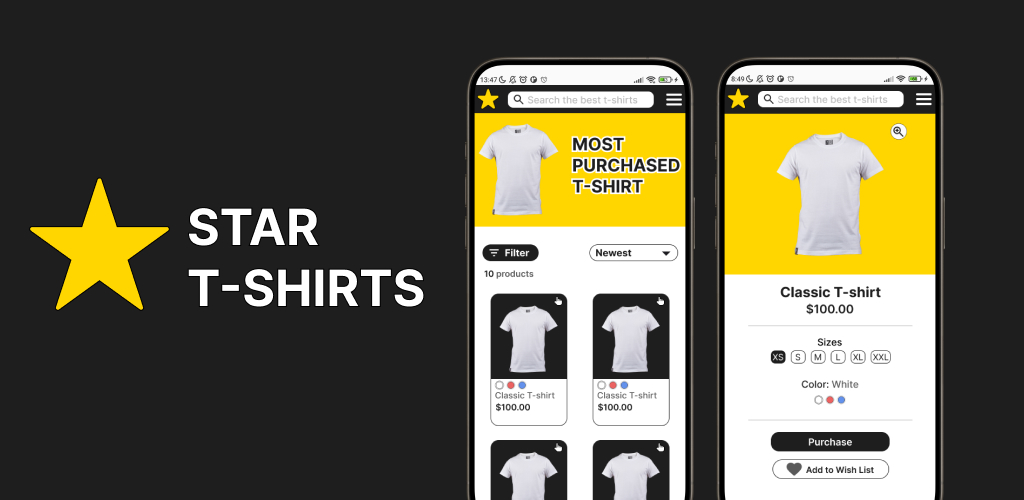 STAR
T-SHIRTS
13:47
Search the best t-shirts
MOST
PURCHASED
T-SHIRT
Filter
Newest
10 products
Classic T-shirt
$100.00
Classic T-shirt
$100.00
8:49
Search the best t-shirts
Classic T-shirt
$100.00
Sizes
XS S M L XL XXL
Color: White
Purchase
Add to Wish List